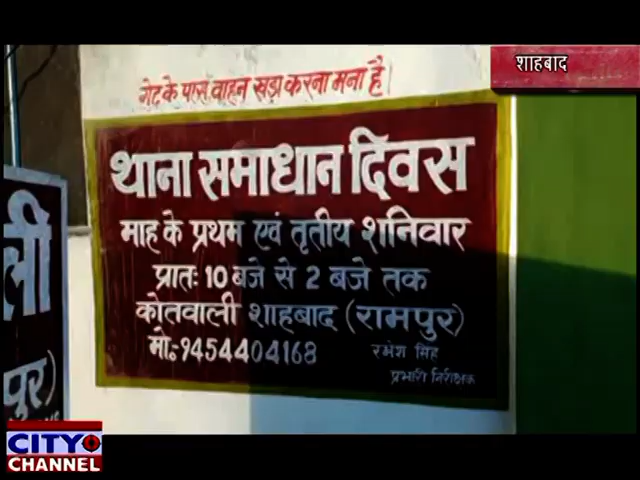 शाहबाद
गेट के पास वाहन खड़ा करना मना है।
थाना समाधान दिवस
माह के प्रथम एवं तृतीय शनिवार
प्रातः 10 बजे से 2 बजे तक
कोतवाली शाहबाद (रामपुर)
मो.-9454404168
रमेश सिंह
प्रभारी निरीक्षक
ली
पुर)
CITY
CHANNEL